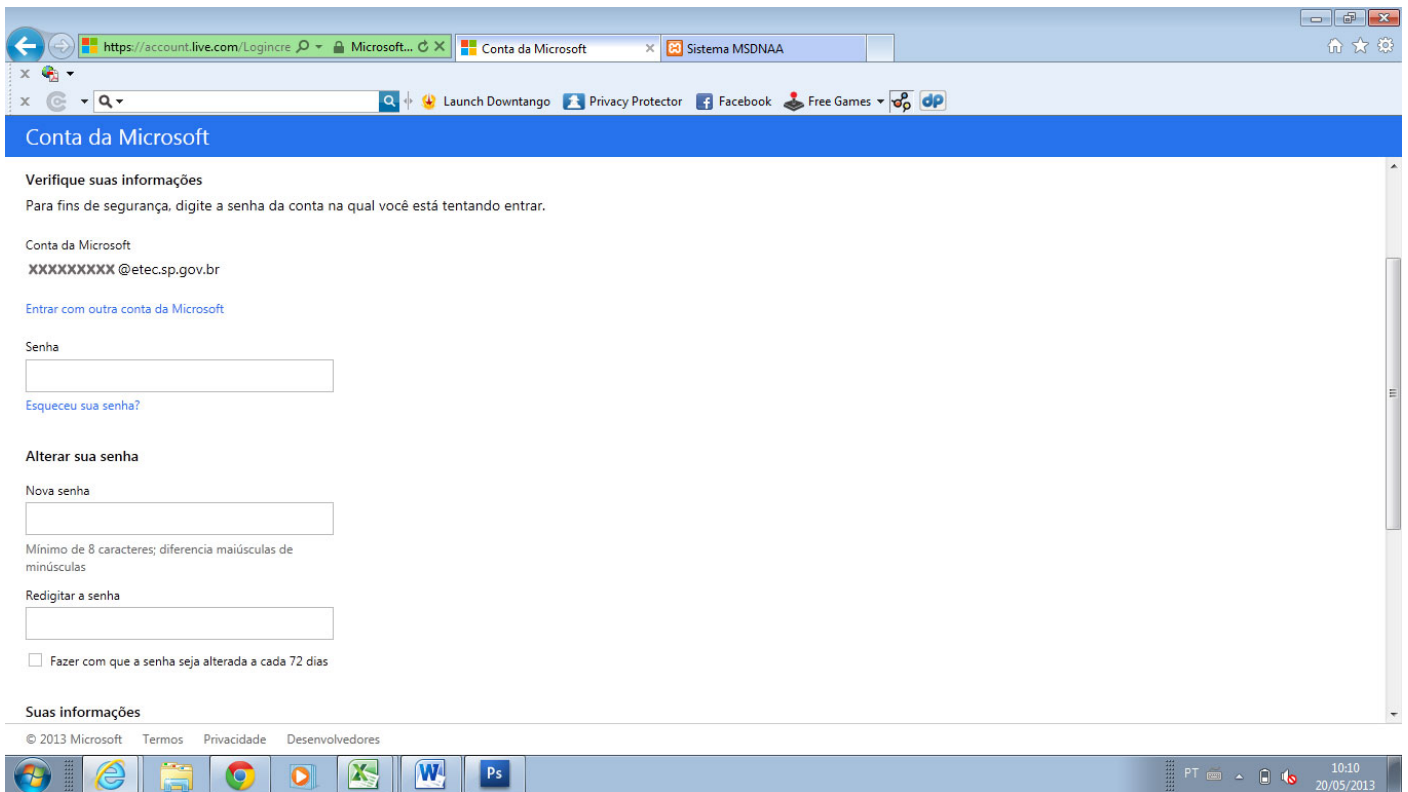 https://account.live.com/Logincre
Microsoft...
Conta da Microsoft
Sistema MSDNAA
Launch Downtango
Privacy Protector
Facebook
Free Games
dP
Conta da Microsoft
Verifique suas informações
Para fins de segurança, digite a senha da conta na qual você está tentando entrar.
Conta da Microsoft
XXXXXXXXX @etec.sp.gov.br
Entrar com outra conta da Microsoft
Senha
Esqueceu sua senha?
Alterar sua senha
Nova senha
Mínimo de 8 caracteres; diferencia maiúsculas de
minúsculas
Redigitar a senha
Fazer com que a senha seja alterada a cada 72 dias
Suas informações
© 2013 Microsoft Termos Privacidade Desenvolvedores
Ps
PT
10:10
20/05/2013